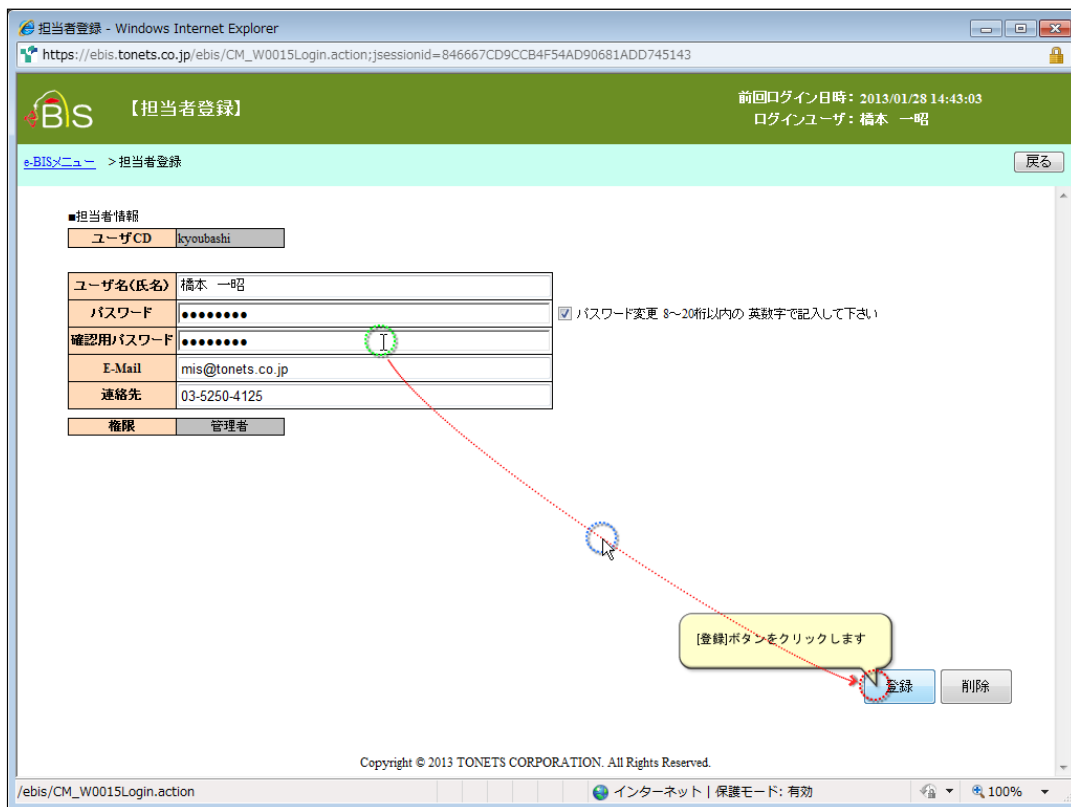 担当者登録 - Windows Internet Explorer
https://ebis.tonets.co.jp/ebis/CM_W0015Login.action;jsessionid=846667CD9CCB4F54AD90681ADD745143
eBIS 【担当者登録】
前回ログイン日時：2013/01/28 14:43:03
ログインユーザ：橋本 一昭
e-BISメニュー >担当者登録 戻る
■担当者情報
ユーザCD kyoubashi
ユーザ名(氏名) 橋本 一昭
パスワード ●●●●●●●● パスワード変更 8～20桁以内の 英数字で記入して下さい
確認用パスワード ●●●●●●●●
E-Mail mis@tonets.co.jp
連絡先 03-5250-4125
権限 管理者
[登録]ボタンをクリックします
登録 削除
Copyright © 2013 TONETS CORPORATION. All Rights Reserved.
/ebis/CM_W0015Login.action インターネット | 保護モード: 有効 100%